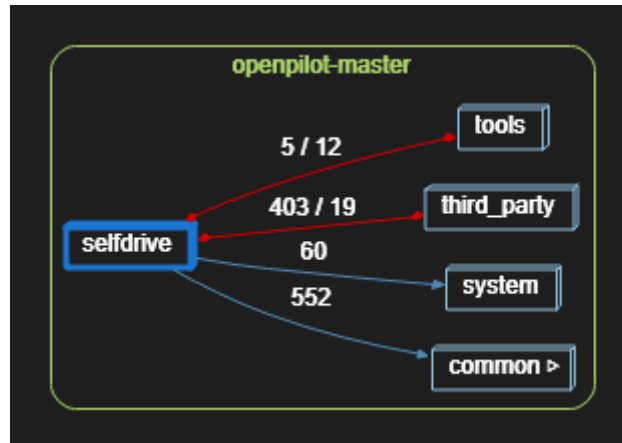 openpilot-master
tools
5 / 12
403 / 19
third_party
selfdrive
60
system
552
common ▹